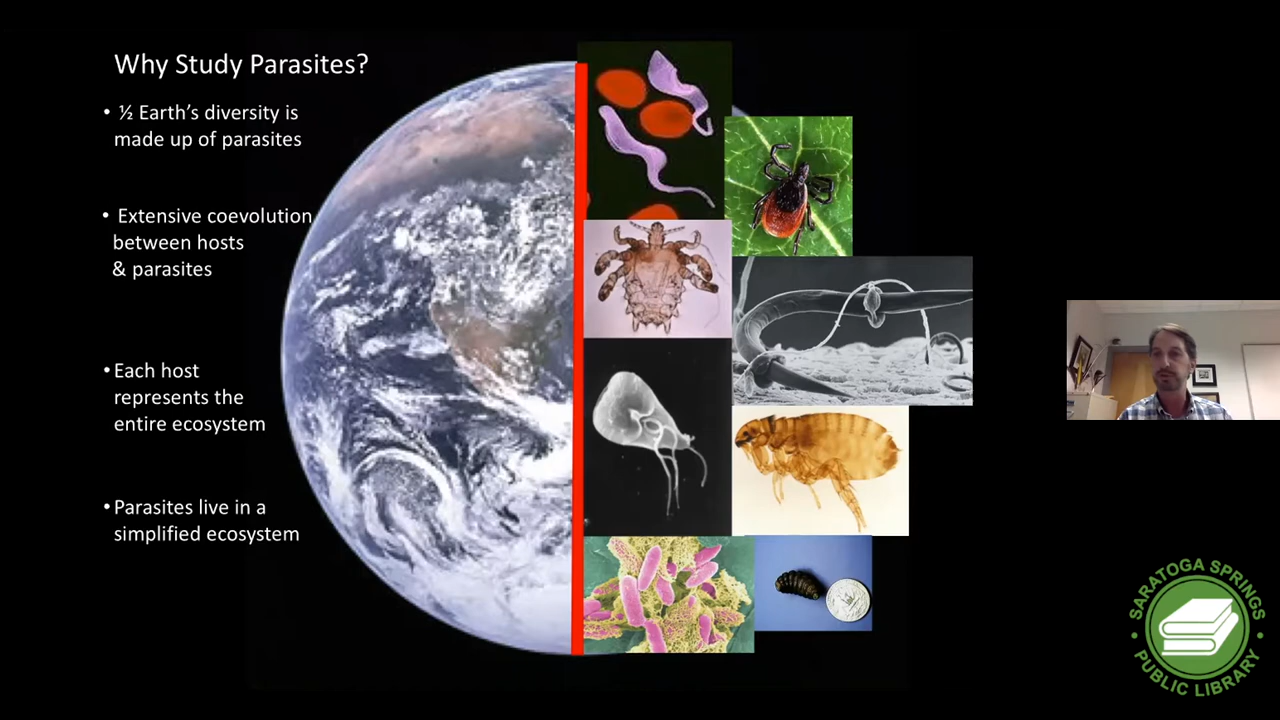 Why Study Parasites?
• ½ Earth's diversity is
made up of parasites
• Extensive coevolution
between hosts
& parasites
• Each host
represents the
entire ecosystem
• Parasites live in a
simplified ecosystem
SARATOGA SPRINGS
• PUBLIC LIBRARY •